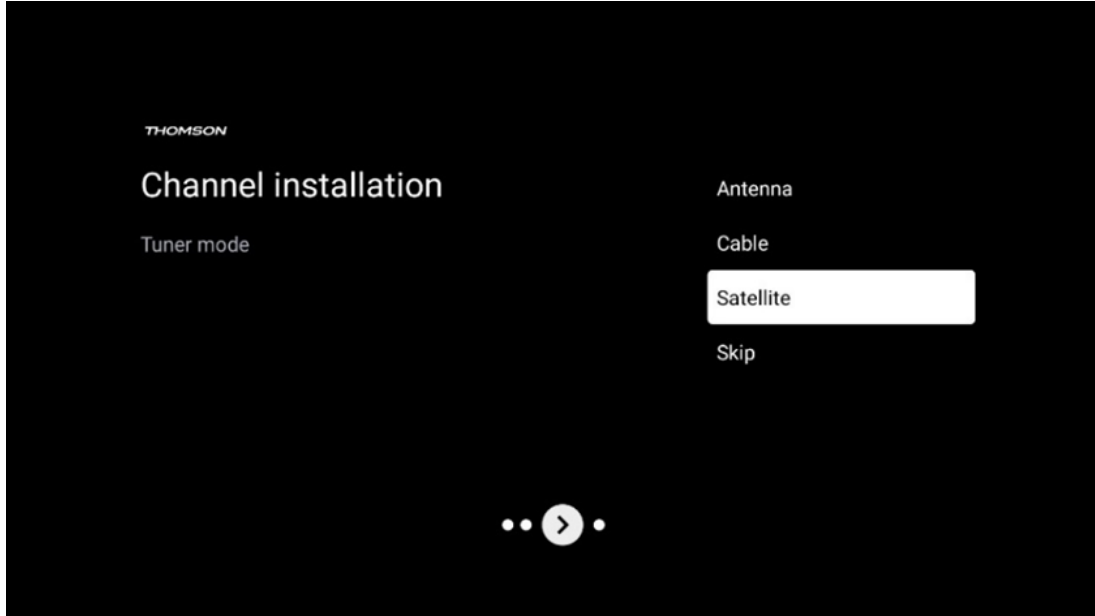 THOMSON
Channel installation
Tuner mode
Antenna
Cable
Satellite
Skip